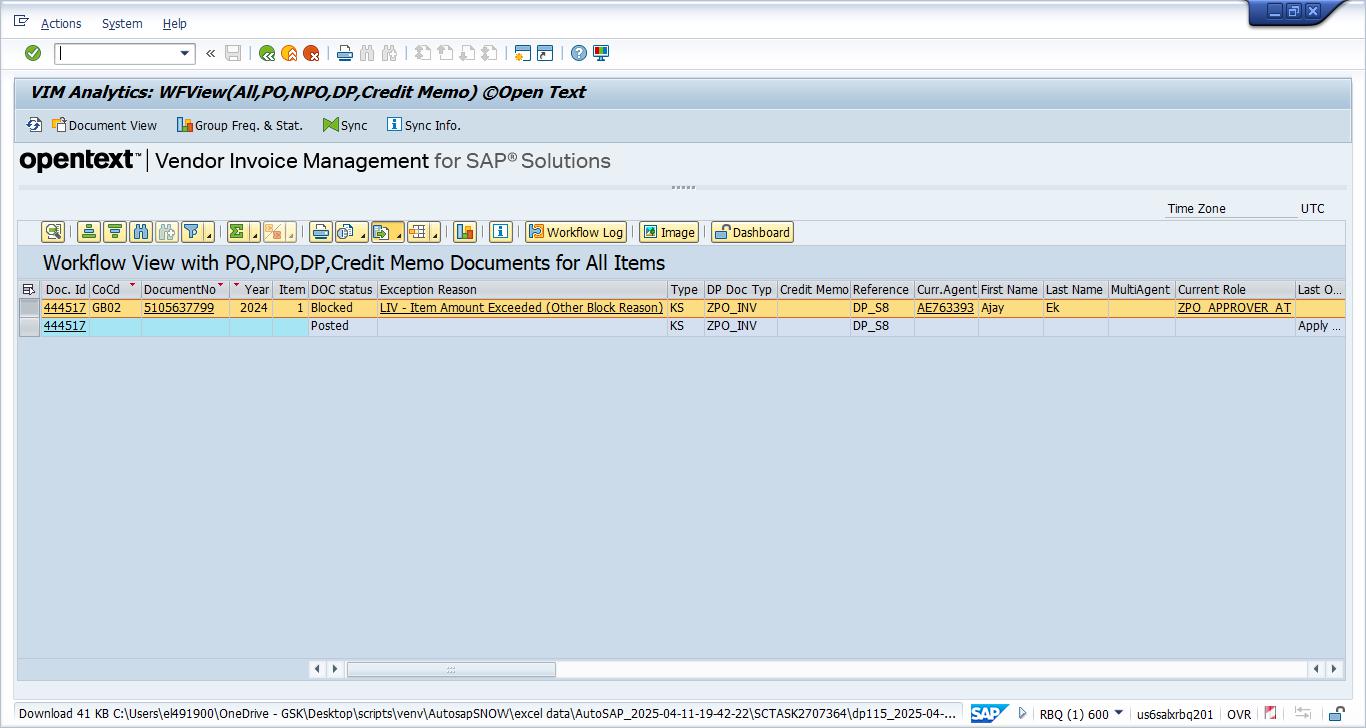 Actions System Help
VIM Analytics: WFView(All,PO,NPO,DP,Credit Memo) ©Open Text
Document View Group Freq. & Stat. Sync Sync Info.
opentext™ | Vendor Invoice Management for SAP® Solutions
Time Zone UTC
Workflow Log Image Dashboard
Workflow View with PO,NPO,DP,Credit Memo Documents for All Items
Doc. Id CoCd DocumentNo Year Item DOC status Exception Reason Type DP Doc Typ Credit Memo Reference Curr.Agent First Name Last Name MultiAgent Current Role Last O...
444517 GB02 5105637799 2024 1 Blocked LIV - Item Amount Exceeded (Other Block Reason) KS ZPO_INV DP_S8 AE763393 Ajay Ek ZPO_APPROVER_AT
444517 Posted KS ZPO_INV DP_S8 Apply ...
Download 41 KB C:\Users\el491900\OneDrive - GSK\Desktop\scripts\venv\AutosapSNOW\excel data\AutoSAP_2025-04-11-19-42-22\SCTASK2707364\dp115_2025-04-... SAP RBQ (1) 600 us6salxrbq201 OVR